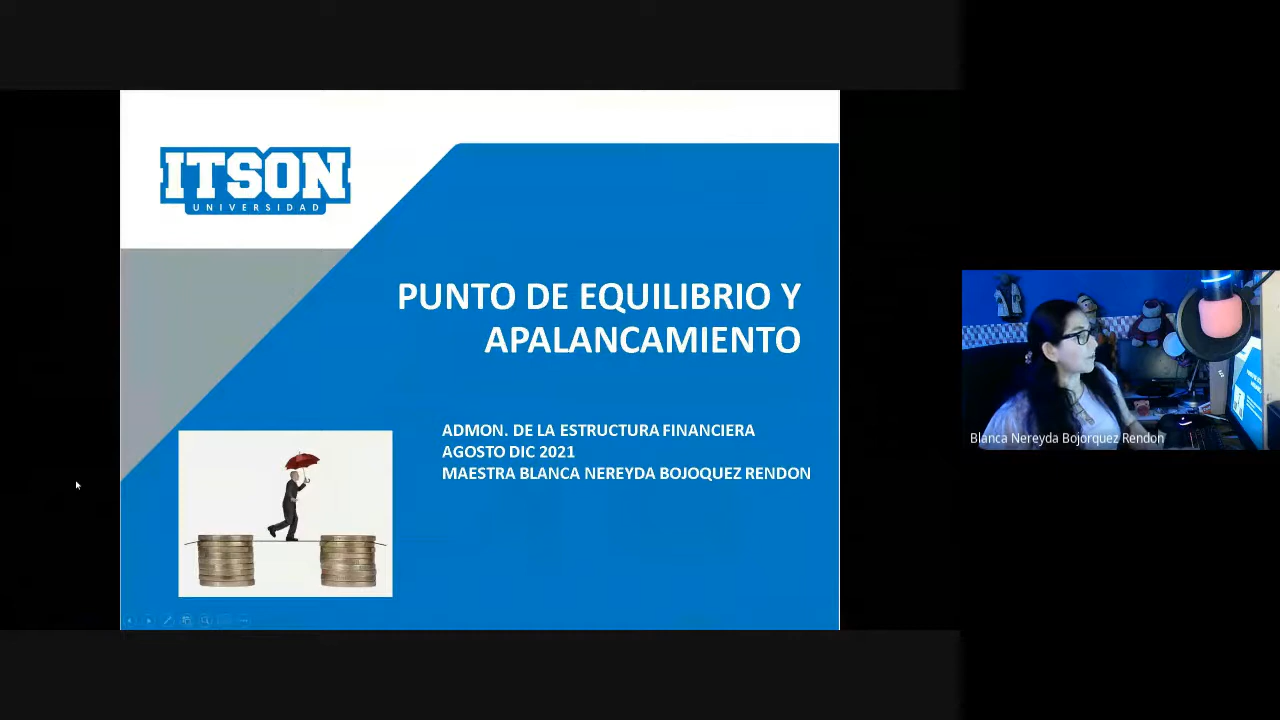 ITSON
UNIVERSIDAD
PUNTO DE EQUILIBRIO Y
APALANCAMIENTO
ADMON. DE LA ESTRUCTURA FINANCIERA
AGOSTO DIC 2021
MAESTRA BLANCA NEREYDA BOJOQUEZ RENDON
Blanca Nereyda Bojorquez Rendon